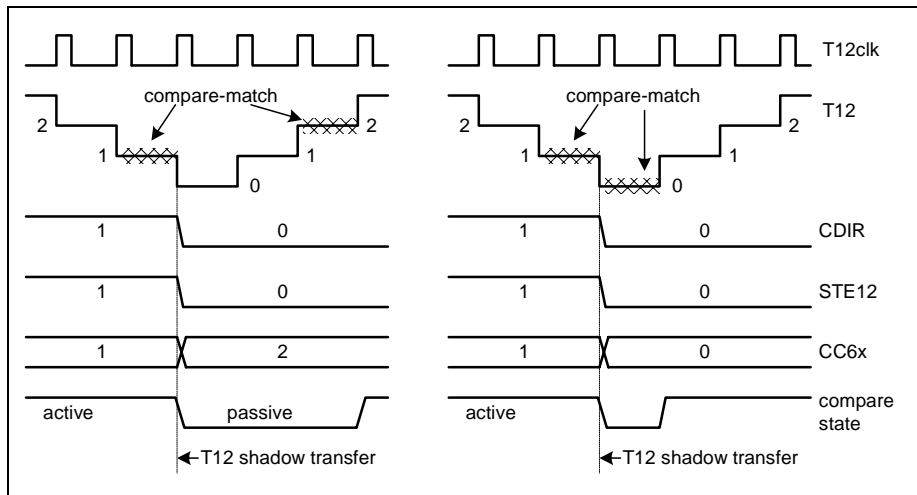 T12clk
compare-match compare-match T12
2 2 2 2
1 1 1 1
0 0
1 0 1 0 CDIR
1 0 1 0 STE12
1 2 1 0 CC6x
active passive active compare
state
T12 shadow transfer T12 shadow transfer